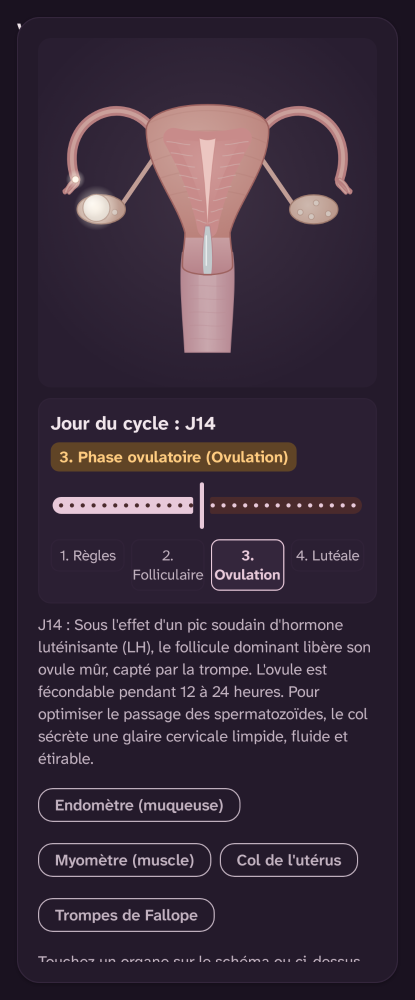 Jour du cycle : J14
3. Phase ovulatoire (Ovulation)
1. Règles
2.
Folliculaire
3.
Ovulation
4. Lutéale
J14 : Sous l'effet d'un pic soudain d'hormone
lutéinisante (LH), le follicule dominant libère son
ovule mûr, capté par la trompe. L'ovule est
fécondable pendant 12 à 24 heures. Pour
optimiser le passage des spermatozoïdes, le col
sécrète une glaire cervicale limpide, fluide et
étirable.
Endomètre (muqueuse)
Myomètre (muscle)
Col de l'utérus
Trompes de Fallope
Touchez un organe sur le schéma ou ci-dessus